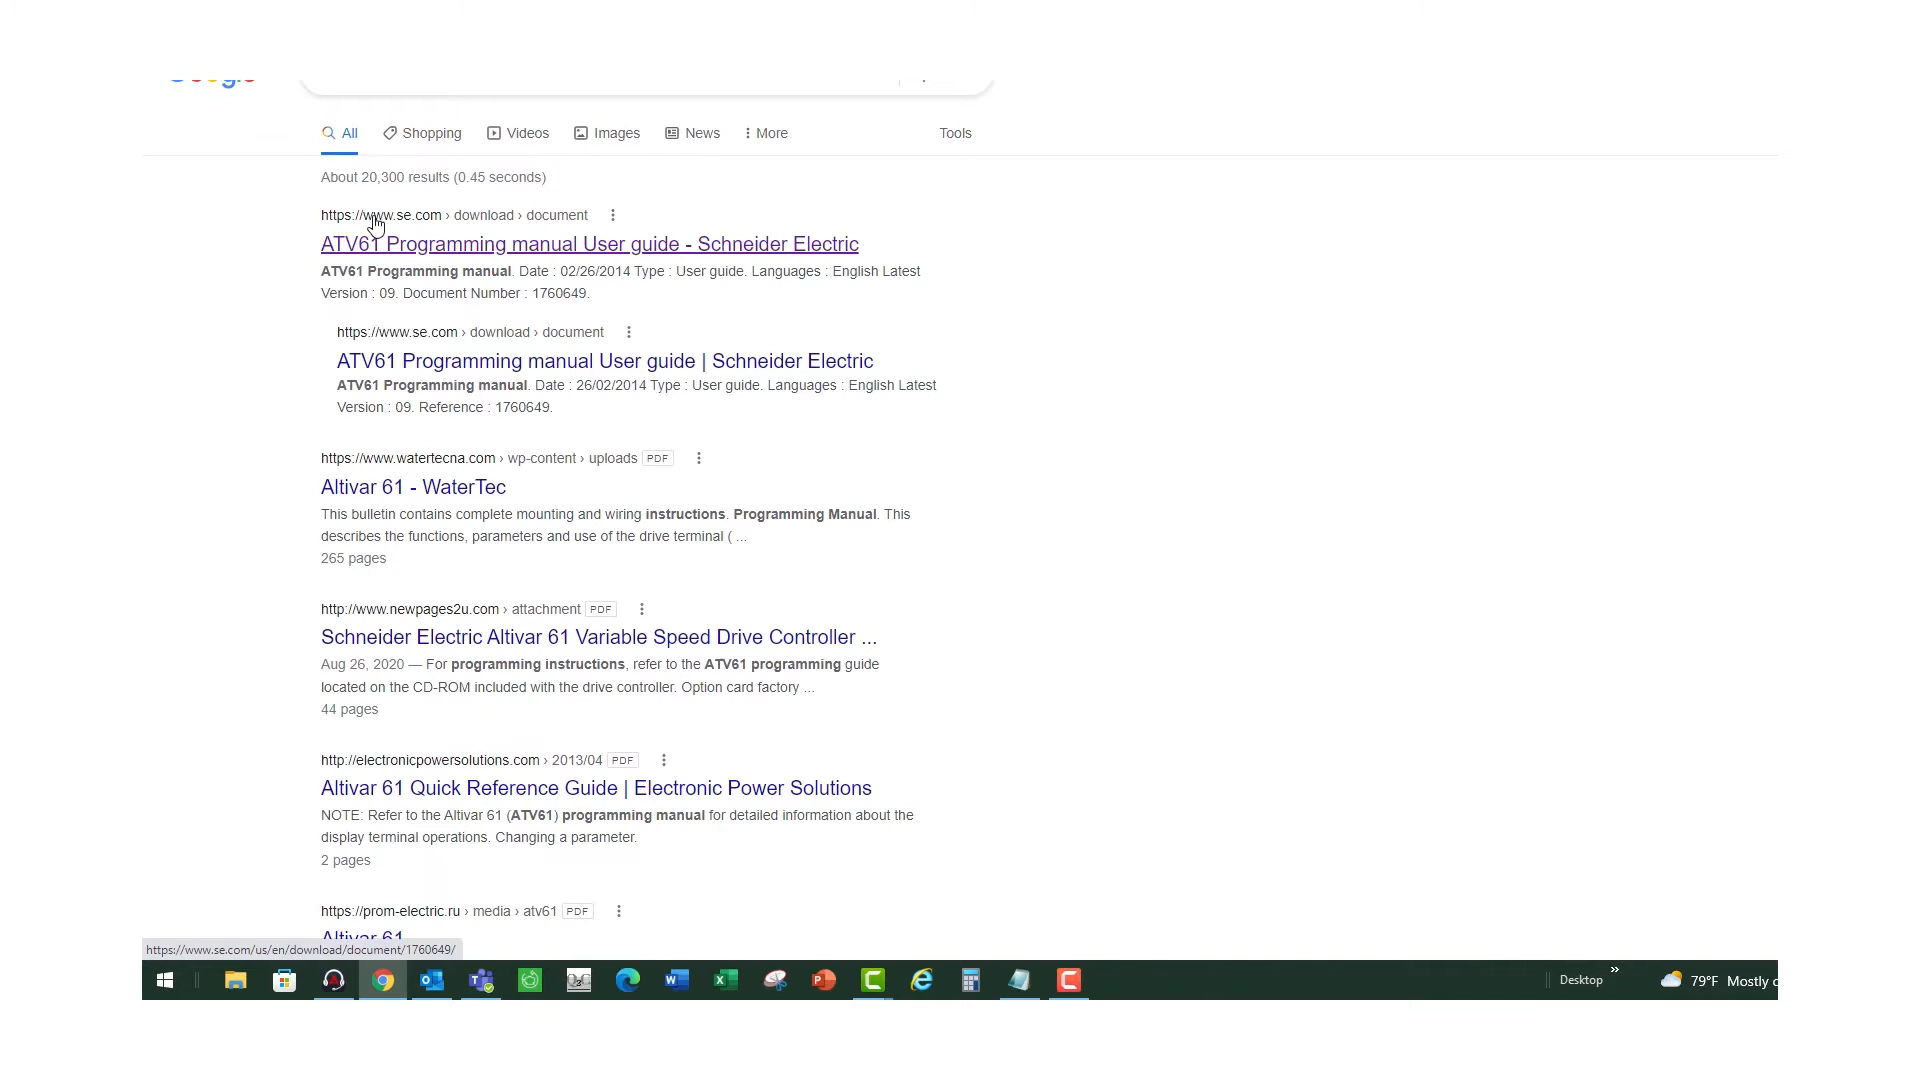 All Shopping Videos Images News More Tools
About 20,300 results (0.45 seconds)
https://www.se.com › download › document
ATV61 Programming manual User guide - Schneider Electric
ATV61 Programming manual. Date : 02/26/2014 Type : User guide. Languages : English Latest
Version : 09. Document Number : 1760649.
https://www.se.com › download › document
ATV61 Programming manual User guide | Schneider Electric
ATV61 Programming manual. Date : 26/02/2014 Type : User guide. Languages : English Latest
Version : 09. Reference : 1760649.
https://www.watertecna.com › wp-content › uploads PDF
Altivar 61 - WaterTec
This bulletin contains complete mounting and wiring instructions. Programming Manual. This
describes the functions, parameters and use of the drive terminal ( ...
265 pages
http://www.newpages2u.com › attachment PDF
Schneider Electric Altivar 61 Variable Speed Drive Controller ...
Aug 26, 2020 — For programming instructions, refer to the ATV61 programming guide
located on the CD-ROM included with the drive controller. Option card factory ...
44 pages
http://electronicpowersolutions.com › 2013/04 PDF
Altivar 61 Quick Reference Guide | Electronic Power Solutions
NOTE: Refer to the Altivar 61 (ATV61) programming manual for detailed information about the
display terminal operations. Changing a parameter.
2 pages
https://prom-electric.ru › media › atv61 PDF
Altivar 61
https://www.se.com/us/en/download/document/1760649/
Desktop » 79°F Mostly